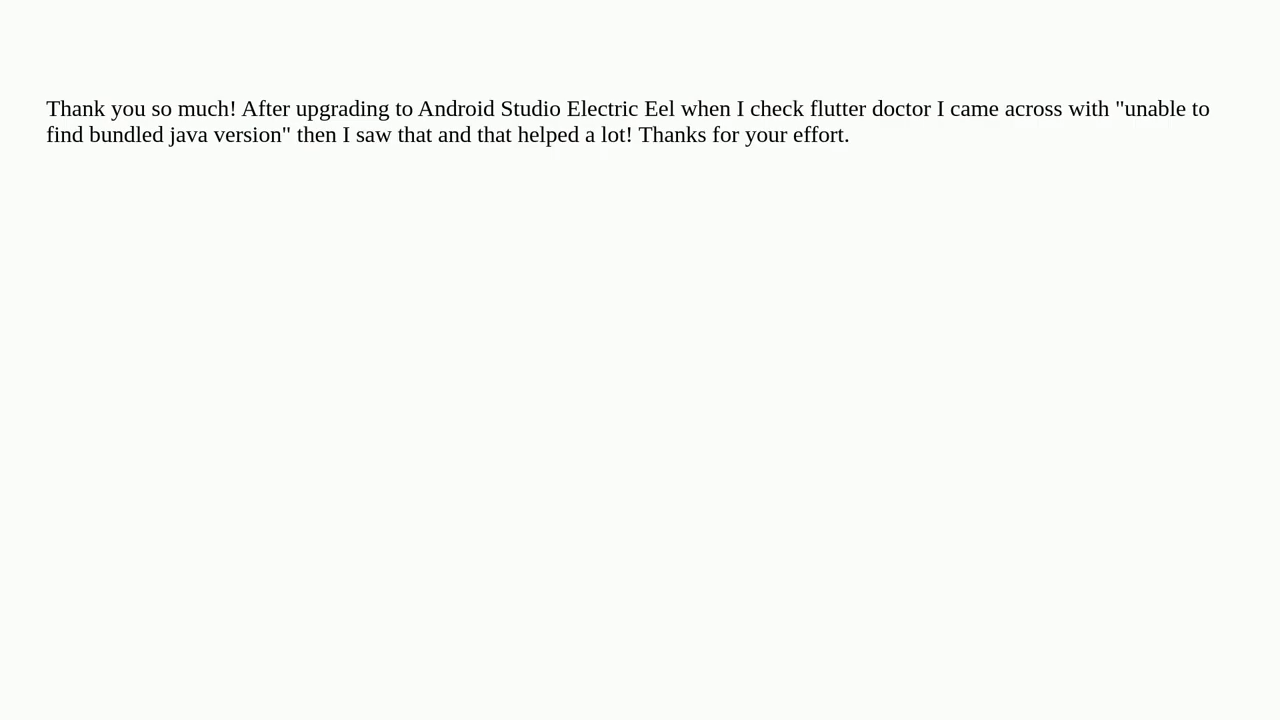 Thank you so much! After upgrading to Android Studio Electric Eel when I check flutter doctor I came across with "unable to
find bundled java version" then I saw that and that helped a lot! Thanks for your effort.